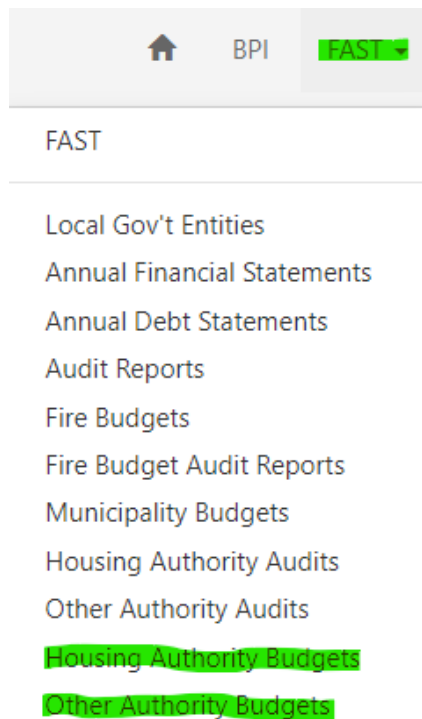 BPI FAST
FAST
Local Gov't Entities
Annual Financial Statements
Annual Debt Statements
Audit Reports
Fire Budgets
Fire Budget Audit Reports
Municipality Budgets
Housing Authority Audits
Other Authority Audits
Housing Authority Budgets
Other Authority Budgets